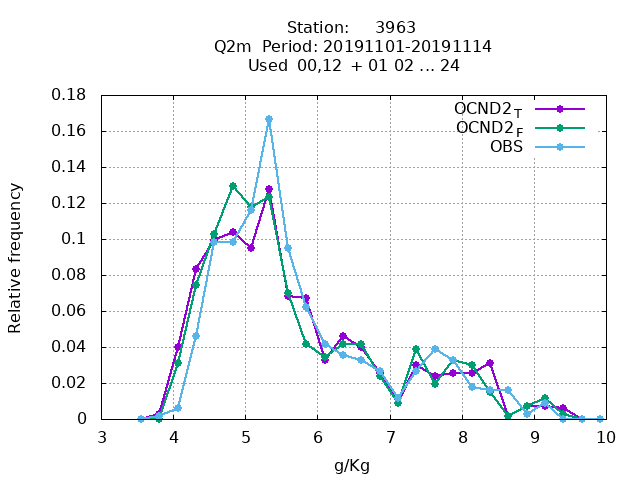 Station: 3963
Q2m Period: 20191101-20191114
Used 00,12 + 01 02 ... 24
0.18
0.16
0.14
0.12
0.1
0.08
0.06
0.04
0.02
0
Relative frequency
OCND2_T
OCND2_F
OBS
3 4 5 6 7 8 9 10
g/Kg